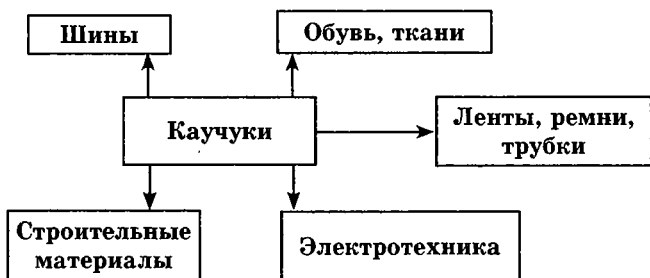 Шины
Обувь, ткани
Каучуки
Ленты, ремни,
трубки
Строительные
материалы
Электротехника